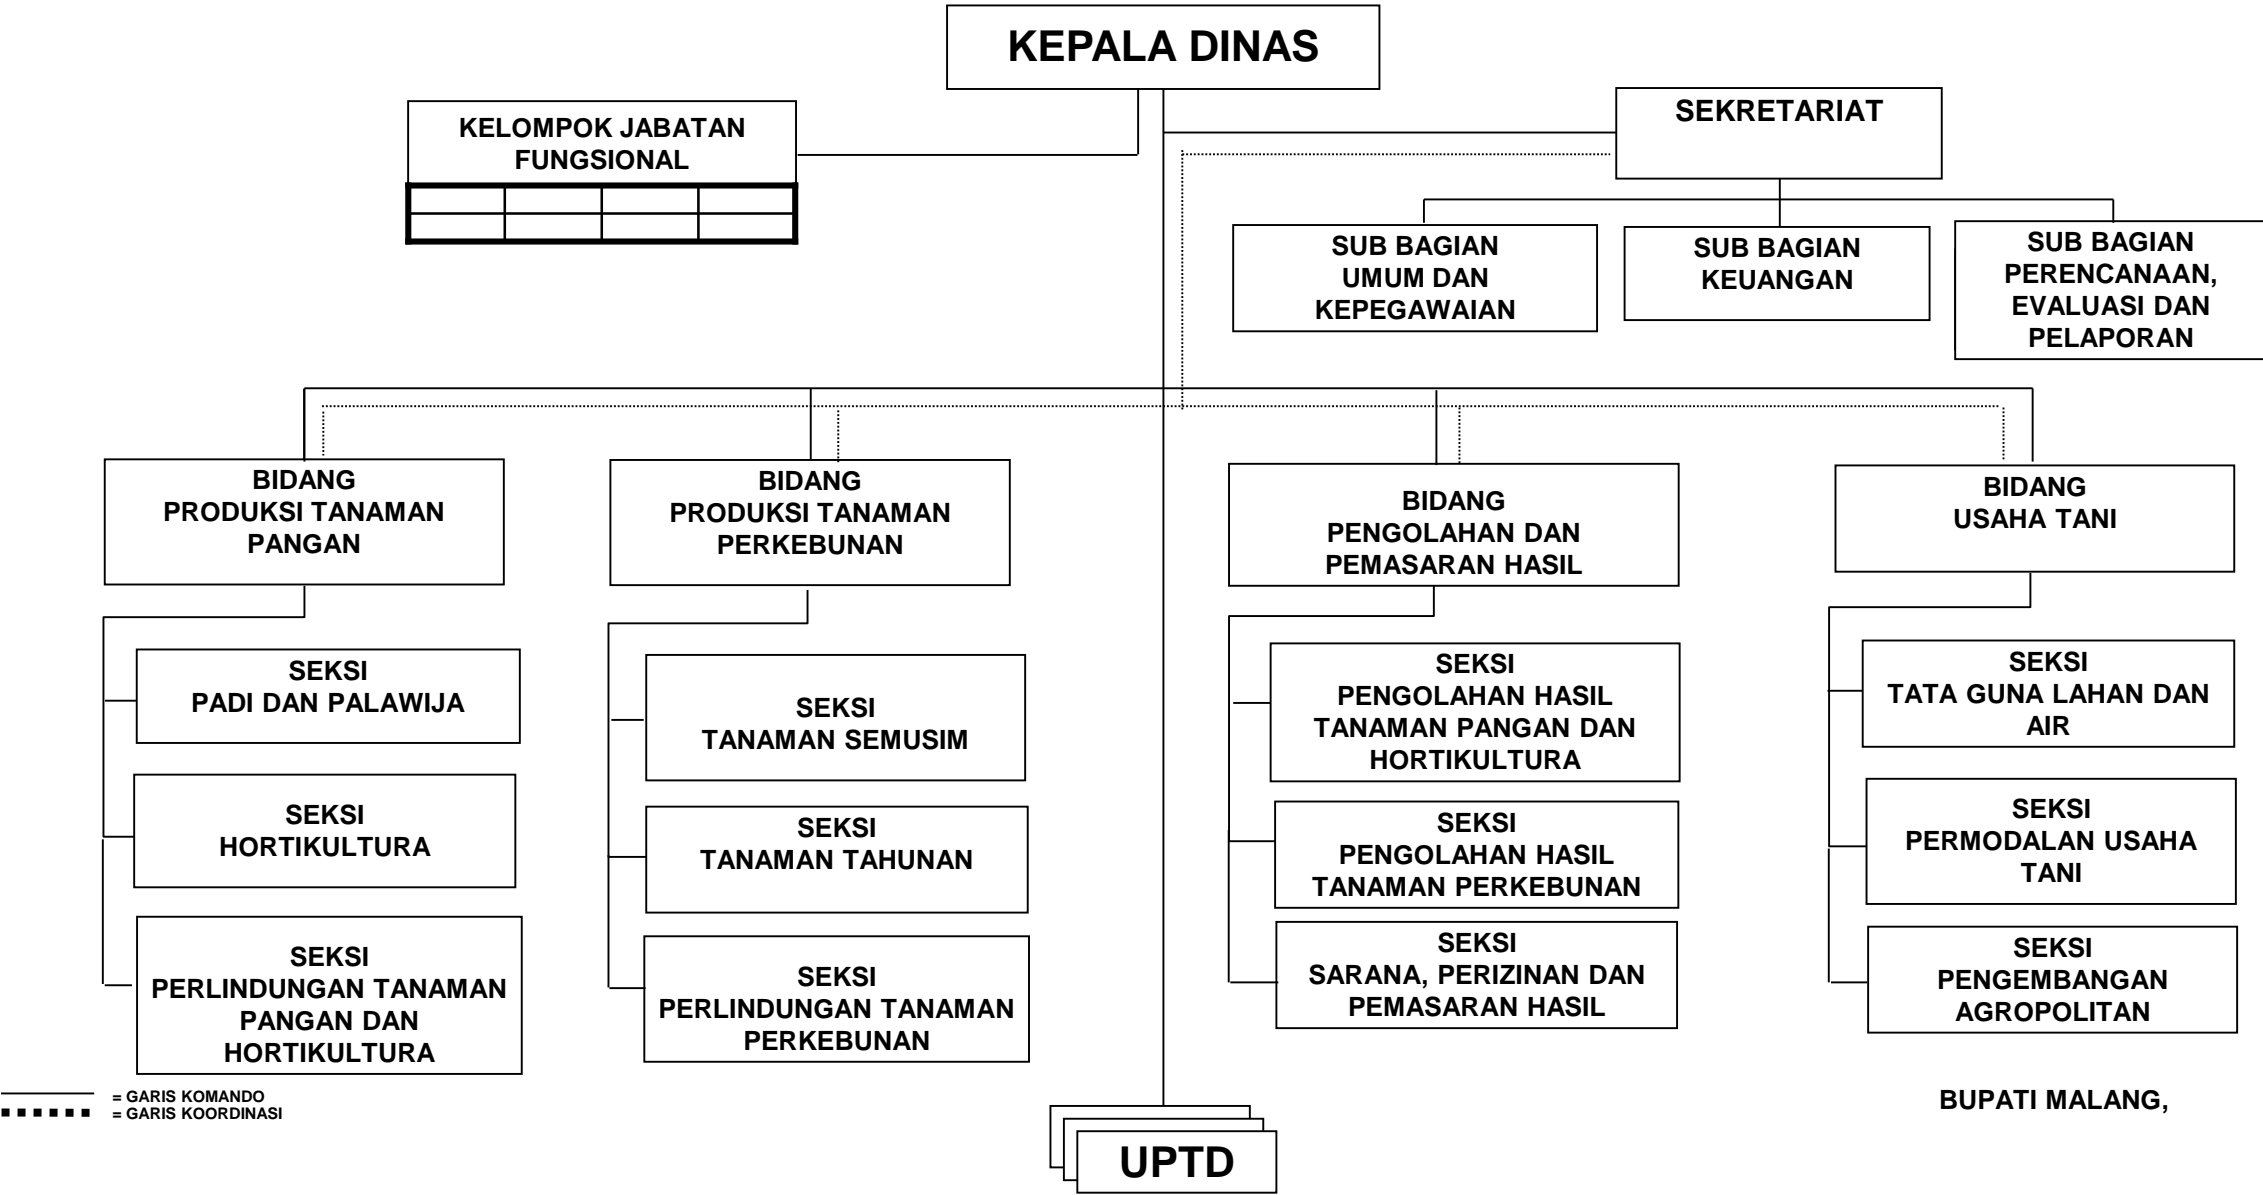 KEPALA DINAS
KELOMPOK JABATAN
FUNGSIONAL
SEKRETARIAT
SUB BAGIAN
UMUM DAN
KEPEGAWAIAN
SUB BAGIAN
KEUANGAN
SUB BAGIAN
PERENCANAAN,
EVALUASI DAN
PELAPORAN
BIDANG
PRODUKSI TANAMAN
PANGAN
BIDANG
PRODUKSI TANAMAN
PERKEBUNAN
BIDANG
PENGOLAHAN DAN
PEMASARAN HASIL
BIDANG
USAHA TANI
SEKSI
PADI DAN PALAWIJA
SEKSI
HORTIKULTURA
SEKSI
PERLINDUNGAN TANAMAN
PANGAN DAN
HORTIKULTURA
SEKSI
TANAMAN SEMUSIM
SEKSI
TANAMAN TAHUNAN
SEKSI
PERLINDUNGAN TANAMAN
PERKEBUNAN
SEKSI
PENGOLAHAN HASIL
TANAMAN PANGAN DAN
HORTIKULTURA
SEKSI
PENGOLAHAN HASIL
TANAMAN PERKEBUNAN
SEKSI
SARANA, PERIZINAN DAN
PEMASARAN HASIL
SEKSI
TATA GUNA LAHAN DAN
AIR
SEKSI
PERMODALAN USAHA
TANI
SEKSI
PENGEMBANGAN
AGROPOLITAN
= GARIS KOMANDO
= GARIS KOORDINASI
UPTD
BUPATI MALANG,